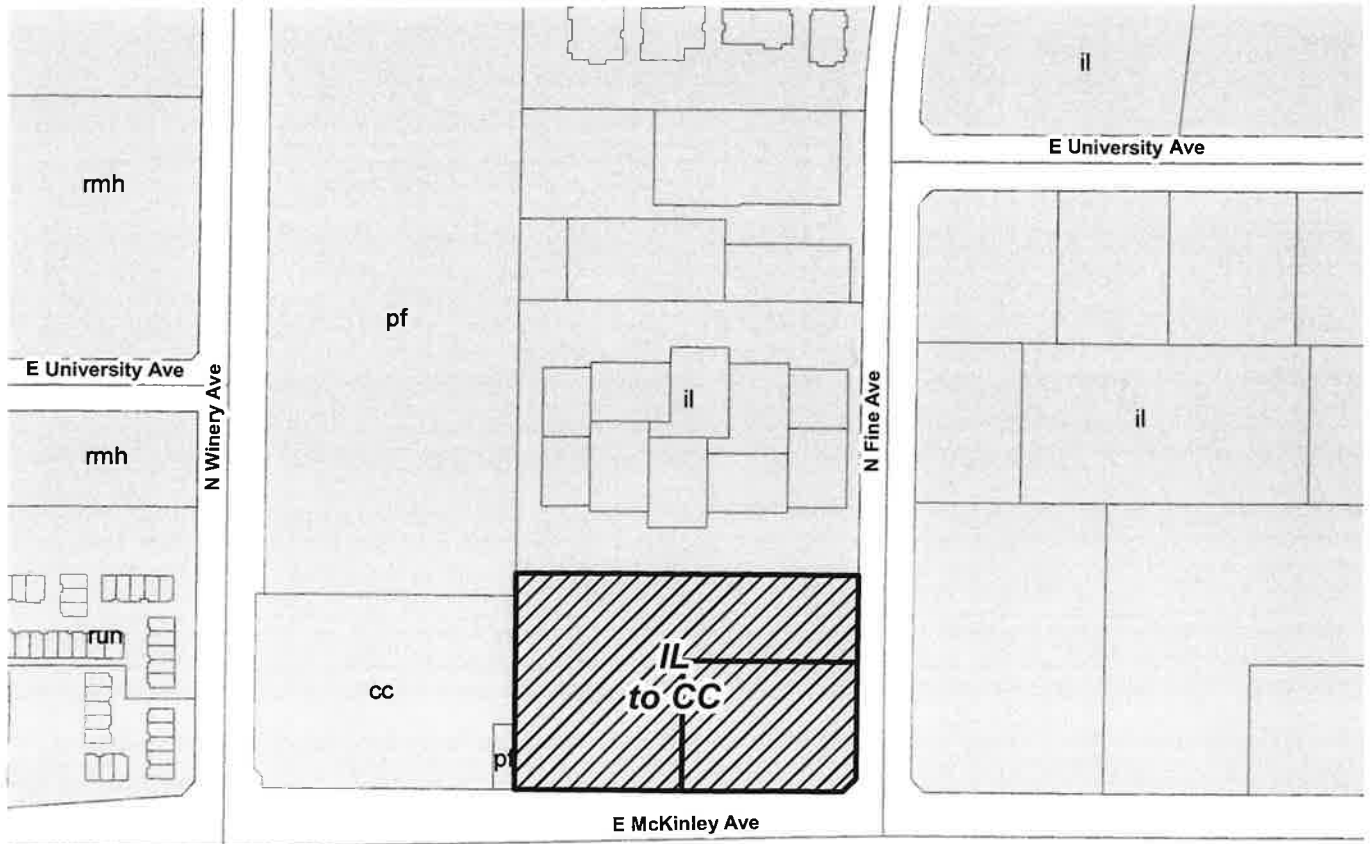 il
E University Ave
rmh
pf
E University Ave
N Winery Ave
il
N Fine Ave
il
rmh
run
IL
to CC
cc
E McKinley Ave